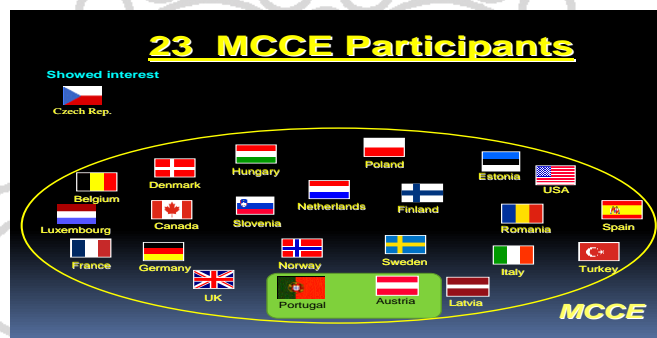 23 MCCE Participants
Showed interest
Czech Rep.
Hungary
Poland
Denmark
Estonia
USA
Belgium
Netherlands
Finland
Luxembourg
Canada
Slovenia
Romania
Spain
France
Germany
Norway
Sweden
Italy
Turkey
UK
Portugal
Austria
Latvia
MCCE